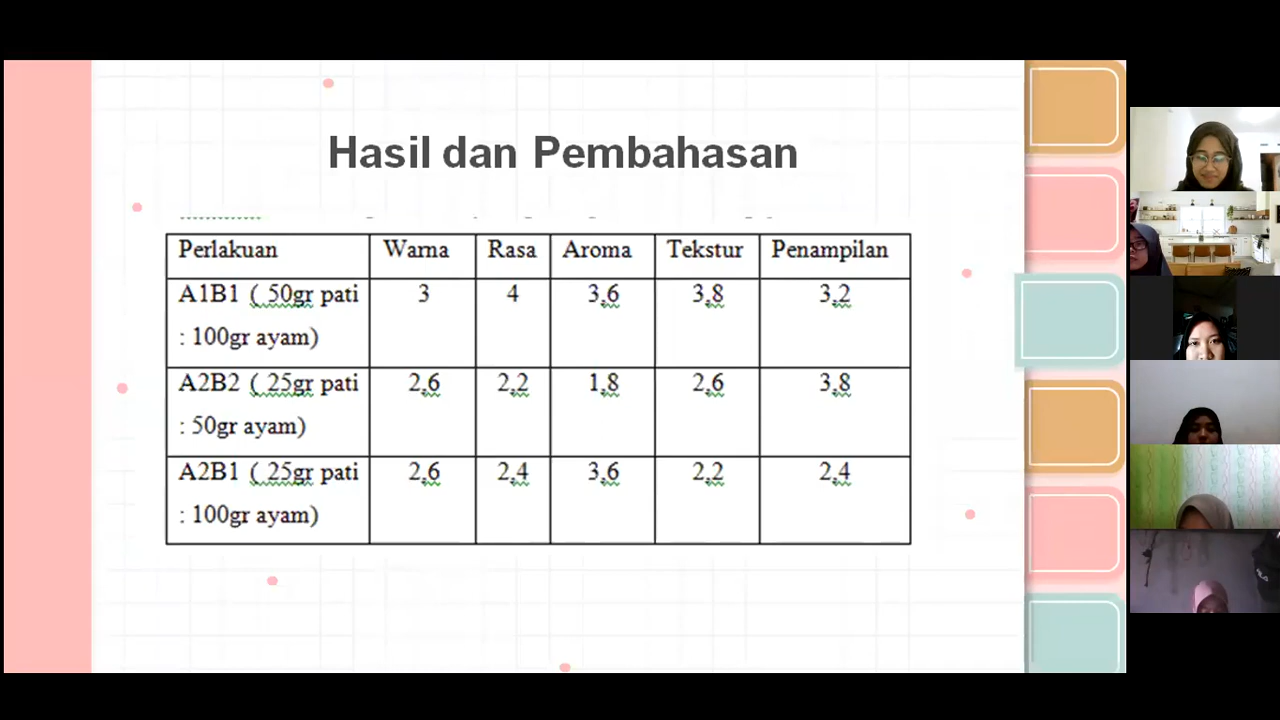 Hasil dan Pembahasan
Perlakuan Warna Rasa Aroma Tekstur Penampilan
A1B1 ( 50gr pati 3 4 3,6 3,8 3,2
: 100gr ayam)
A2B2 ( 25gr pati 2,6 2,2 1,8 2,6 3,8
: 50gr ayam)
A2B1 ( 25gr pati 2,6 2,4 3,6 2,2 2,4
: 100gr ayam)